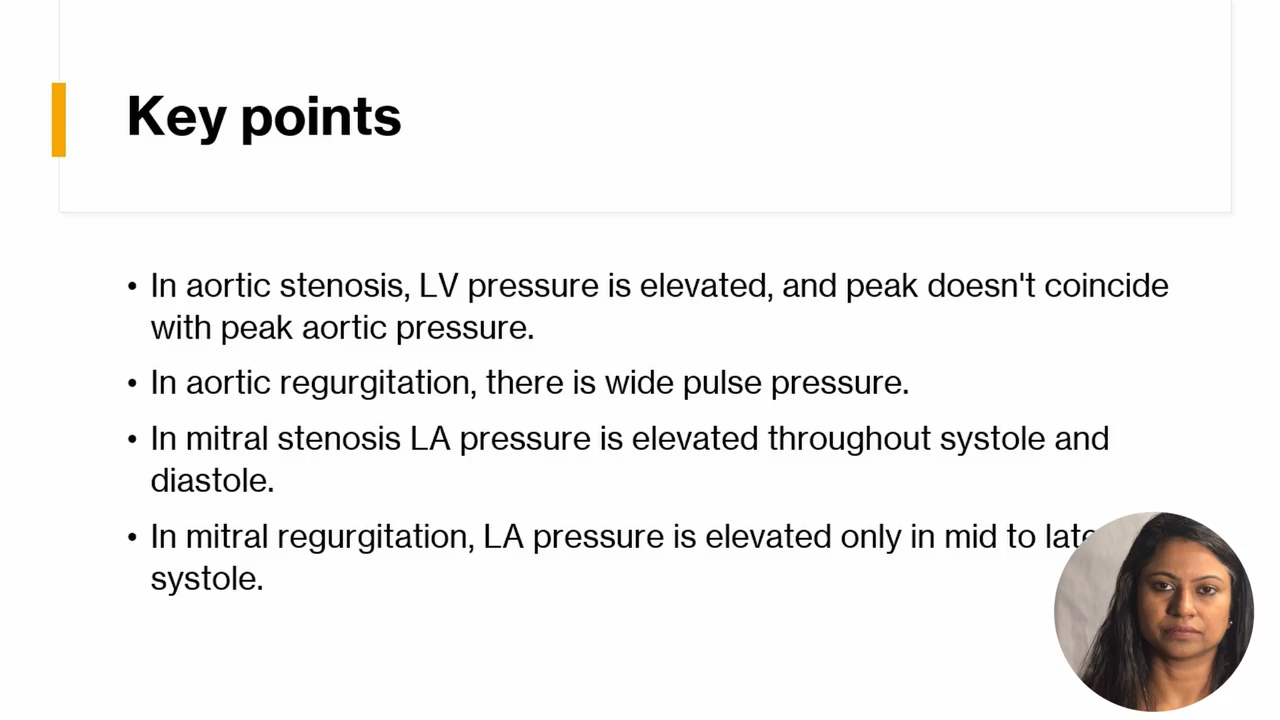 Key points
• In aortic stenosis, LV pressure is elevated, and peak doesn't coincide
with peak aortic pressure.
• In aortic regurgitation, there is wide pulse pressure.
• In mitral stenosis LA pressure is elevated throughout systole and
diastole.
• In mitral regurgitation, LA pressure is elevated only in mid to late
systole.